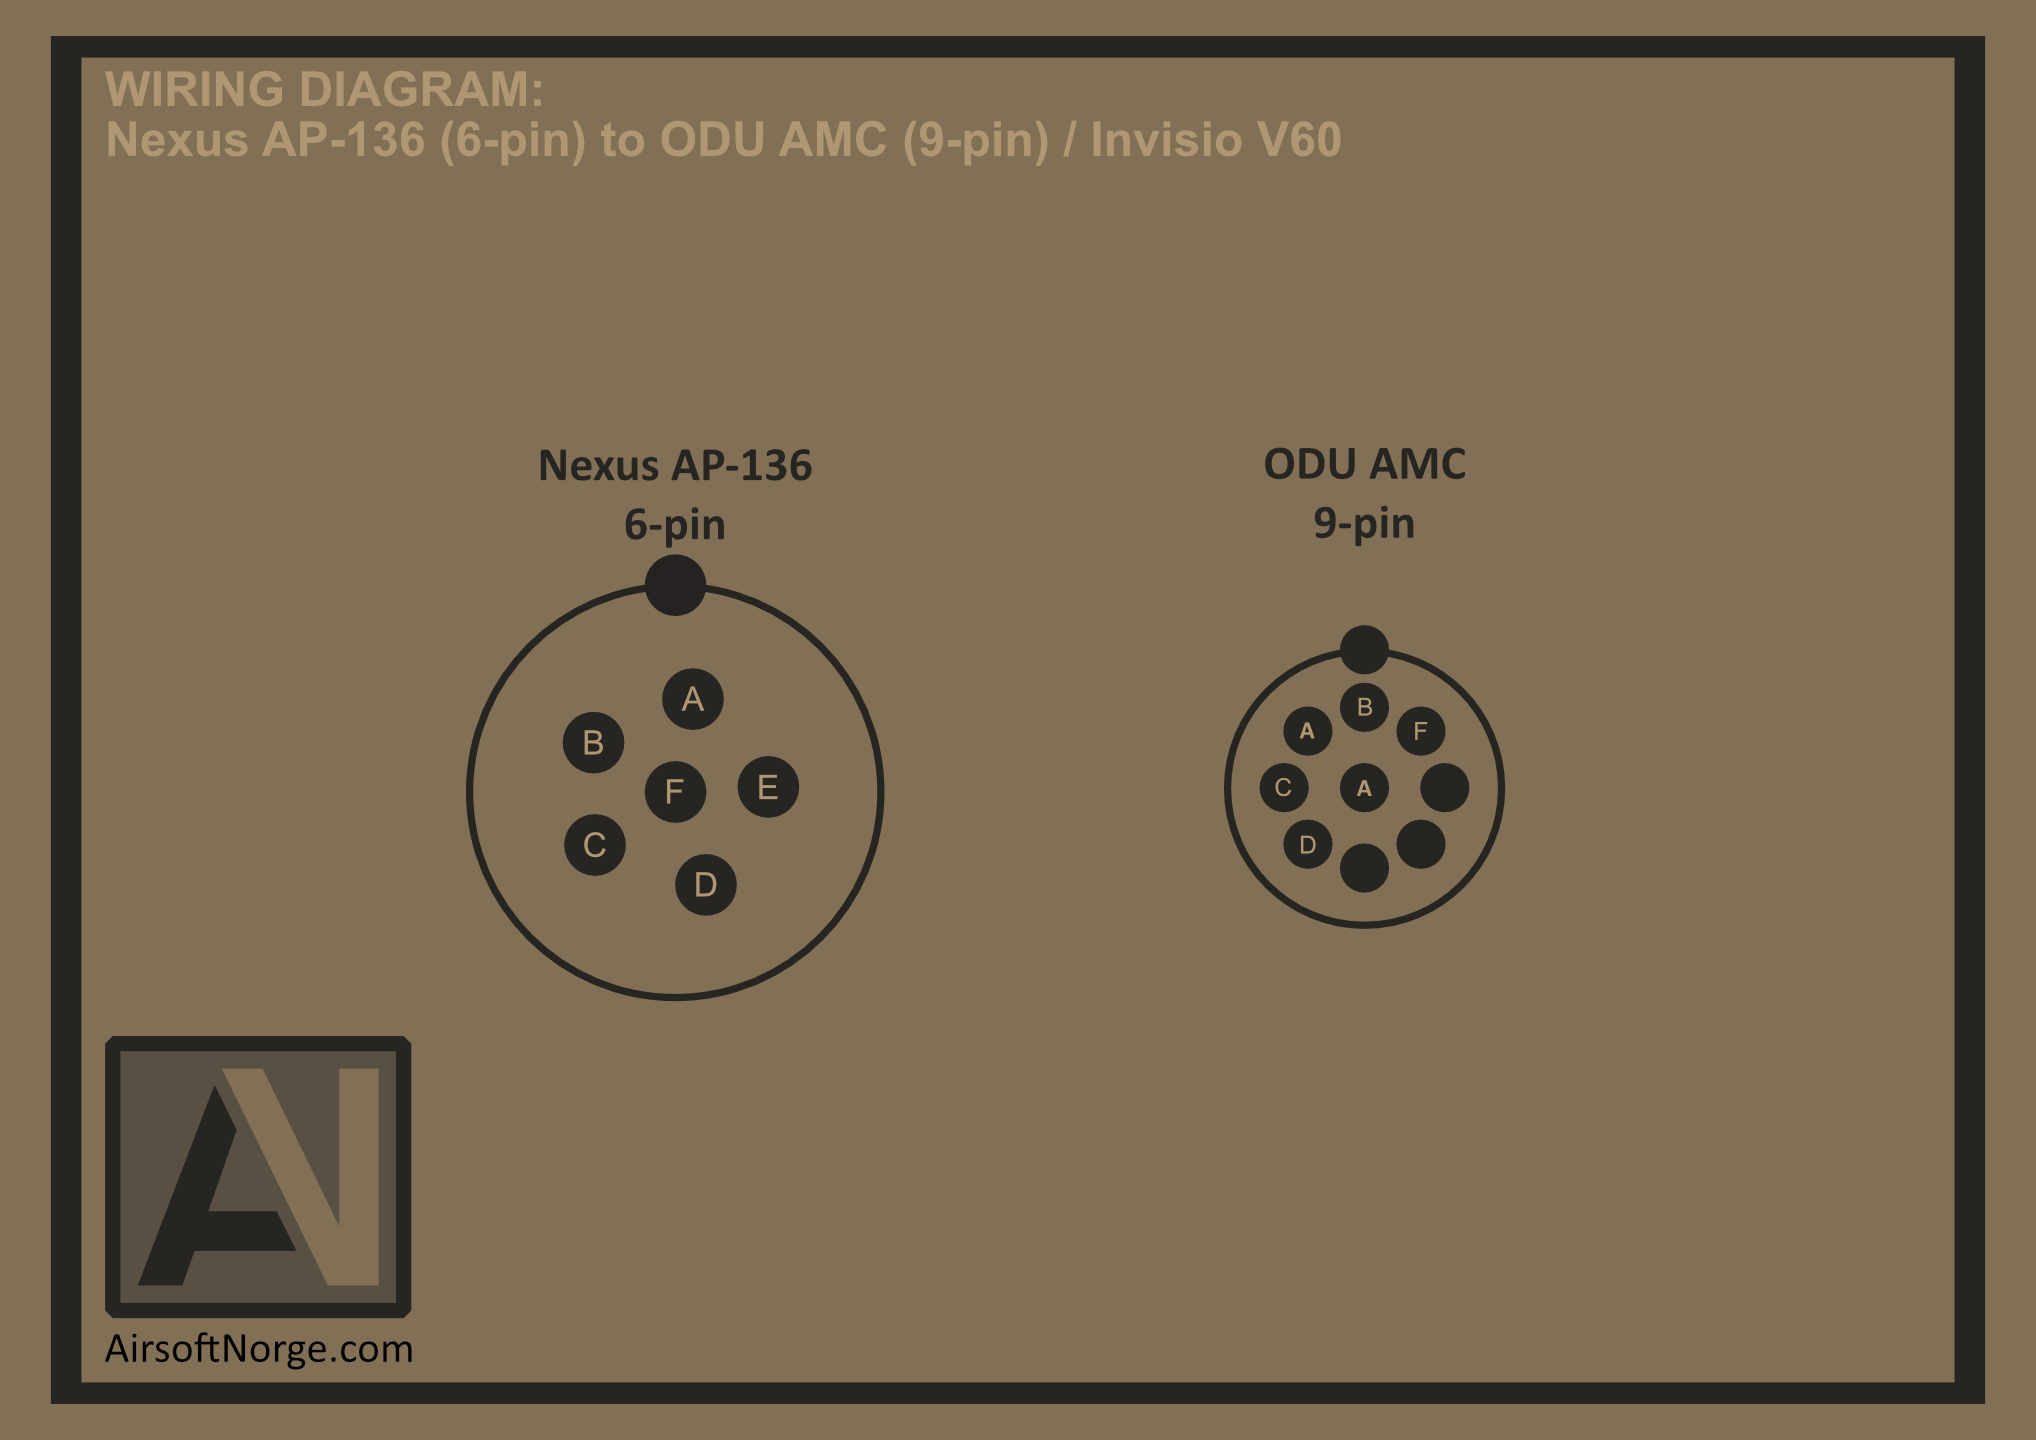 WIRING DIAGRAM:
Nexus AP-136 (6-pin) to ODU AMC (9-pin) / Invisio V60
Nexus AP-136
6-pin
A
B
F
E
C
D
ODU AMC
9-pin
B
A
F
C
A
D
AirsoftNorge.com